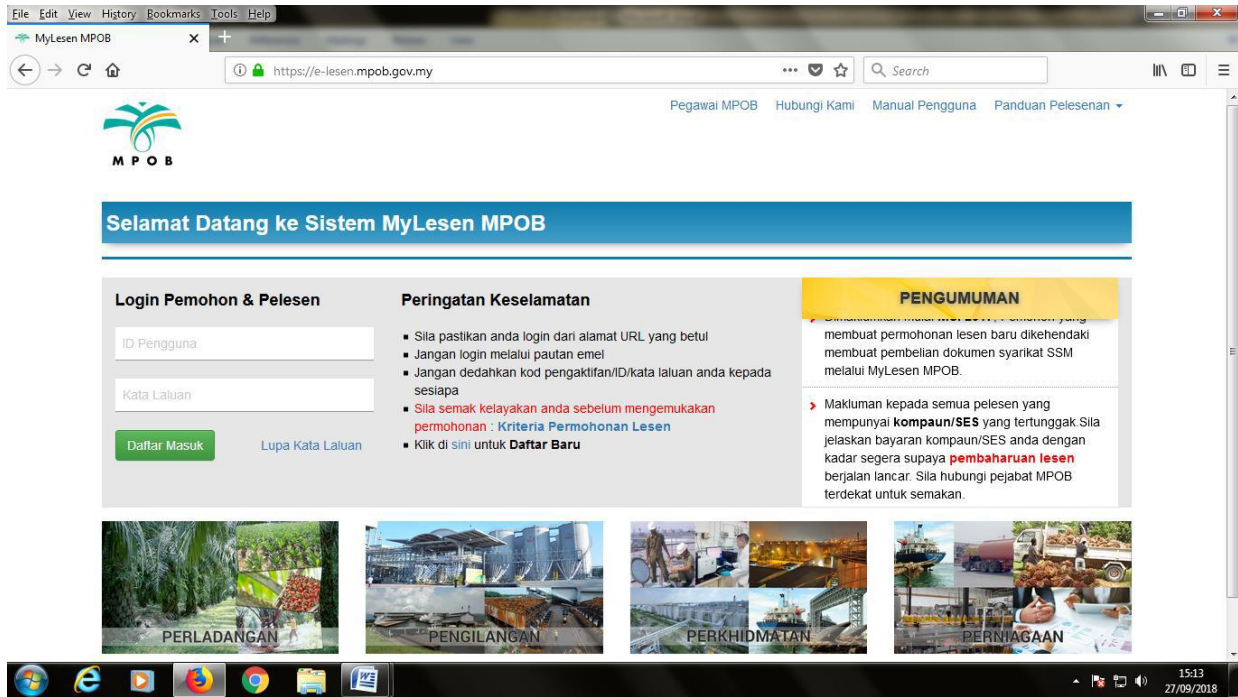 File Edit View History Bookmarks Tools Help
MyLesen MPOB
https://e-lesen.mpob.gov.my
Search
Pegawai MPOB Hubungi Kami Manual Pengguna Panduan Pelesenan
MPOB
Selamat Datang ke Sistem MyLesen MPOB
Login Pemohon & Pelesen
ID Pengguna
Kata Laluan
Daftar Masuk Lupa Kata Laluan
Peringatan Keselamatan
Sila pastikan anda login dari alamat URL yang betul
Jangan login melalui pautan emel
Jangan dedahkan kod pengaktifan/ID/kata laluan anda kepada
sesiapa
Sila semak kelayakan anda sebelum mengemukakan
permohonan : Kriteria Permohonan Lesen
Klik di sini untuk Daftar Baru
PENGUMUMAN
membuat permohonan lesen baru dikehendaki
membuat pembelian dokumen syarikat SSM
melalui MyLesen MPOB.
Makluman kepada semua pelesen yang
mempunyai kompaun/SES yang tertunggak.Sila
jelaskan bayaran kompaun/SES anda dengan
kadar segera supaya pembaharuan lesen
berjalan lancar. Sila hubungi pejabat MPOB
terdekat untuk semakan.
PERLADANGAN
PENGILANGAN
PERKHIDMATAN
PERNIAGAAN
15:13
27/09/2018